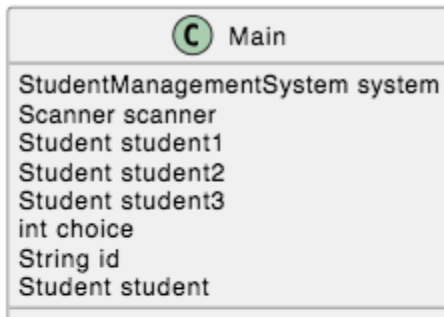 C Main
StudentManagementSystem system
Scanner scanner
Student student1
Student student2
Student student3
int choice
String id
Student student